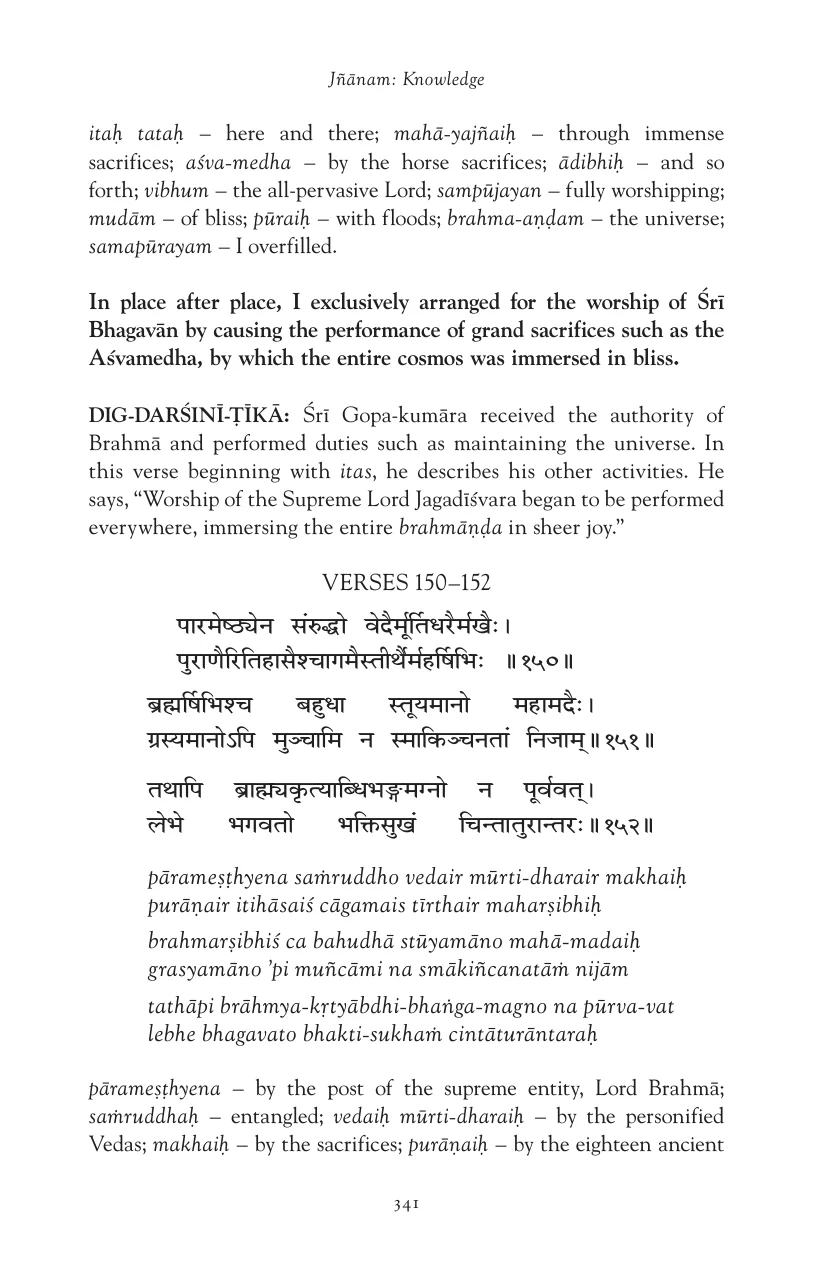 Jñānam: Knowledge
itaḥ tataḥ – here and there; mahā-yajñaiḥ – through immense
sacrifices; aśva-medha – by the horse sacrifices; ādibhiḥ – and so
forth; vibhum – the all-pervasive Lord; sampūjayan – fully worshipping;
mudām – of bliss; pūraiḥ – with floods; brahma-aṇḍam – the universe;
samapūrayam – I overfilled.
In place after place, I exclusively arranged for the worship of Śrī
Bhagavān by causing the performance of grand sacrifices such as the
Aśvamedha, by which the entire cosmos was immersed in bliss.
DIG-DARŚINĪ-ṬĪKĀ: Śrī Gopa-kumāra received the authority of
Brahmā and performed duties such as maintaining the universe. In
this verse beginning with itas, he describes his other activities. He
says, “Worship of the Supreme Lord Jagadīśvara began to be performed
everywhere, immersing the entire brahmāṇḍa in sheer joy.”
VERSES 150–152
पारमेष्ठ्येन संरुद्धो वेदैर्मूर्तिधरैर्मखैः।
पुराणैरितिहासैश्चागमैस्तीर्थैर्महर्षिभिः ॥१५०॥
ब्रह्मर्षिभिश्च बहुधा स्तूयमानो महामदैः।
ग्रस्यमानोऽपि मुञ्चामि न स्माकिञ्चनतां निजाम्॥१५१॥
तथापि ब्राह्म्यकृत्याब्धिभङ्गमग्नो न पूर्ववत्।
लेभे भगवतो भक्तिसुखं चिन्तातुरान्तरः॥१५२॥
pārameṣṭhyena saṁruddho vedair mūrti-dharair makhaiḥ
purāṇair itihāsaiś cāgamais tīrthair maharṣibhiḥ
brahmarṣibhiś ca bahudhā stūyamāno mahā-madaiḥ
grasyamāno ’pi muñcāmi na smākiñcanatāṁ nijām
tathāpi brāhmya-kṛtyābdhi-bhaṅga-magno na pūrva-vat
lebhe bhagavato bhakti-sukhaṁ cintāturāntaraḥ
pārameṣṭhyena – by the post of the supreme entity, Lord Brahmā;
saṁruddhaḥ – entangled; vedaiḥ mūrti-dharaiḥ – by the personified
Vedas; makhaiḥ – by the sacrifices; purāṇaiḥ – by the eighteen ancient
341